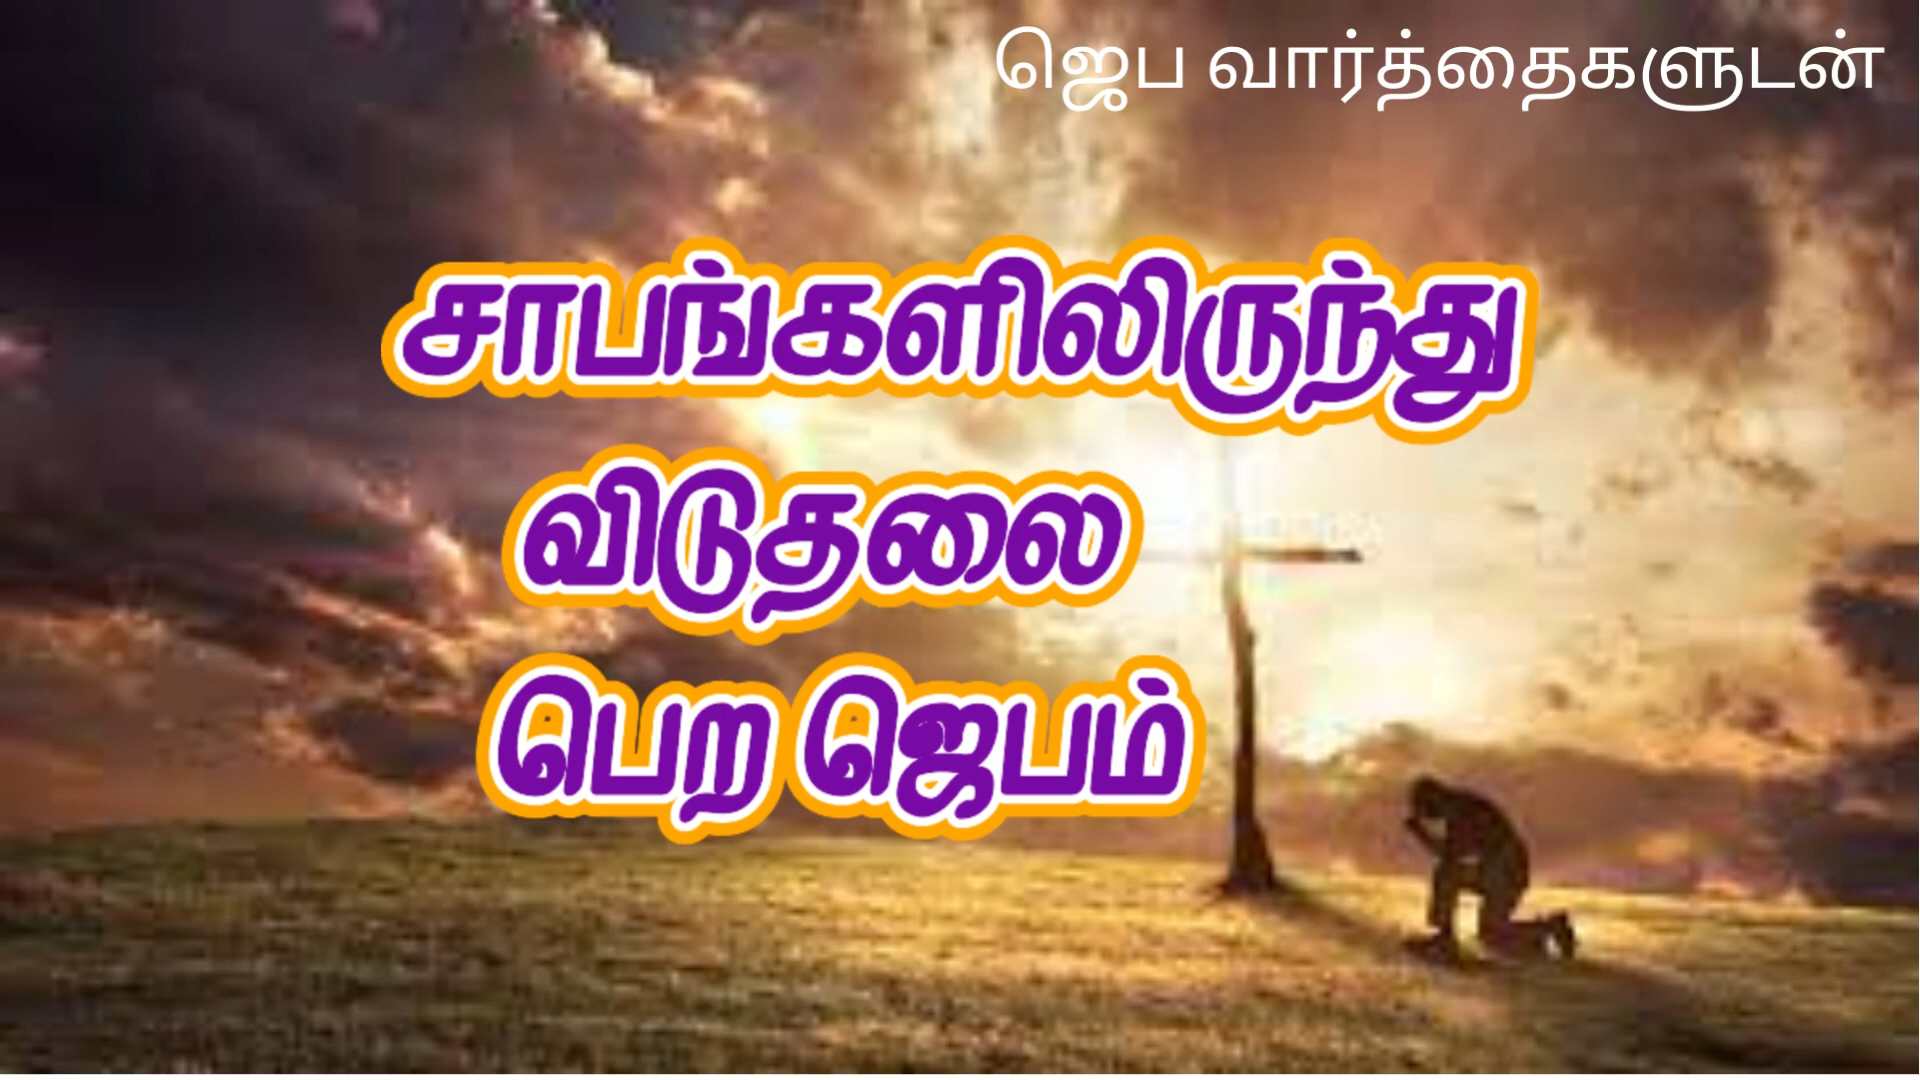 ஜெப வார்த்தைகளுடன்
சாபங்களிலிருந்து
விடுதலை
பெற ஜெபம்